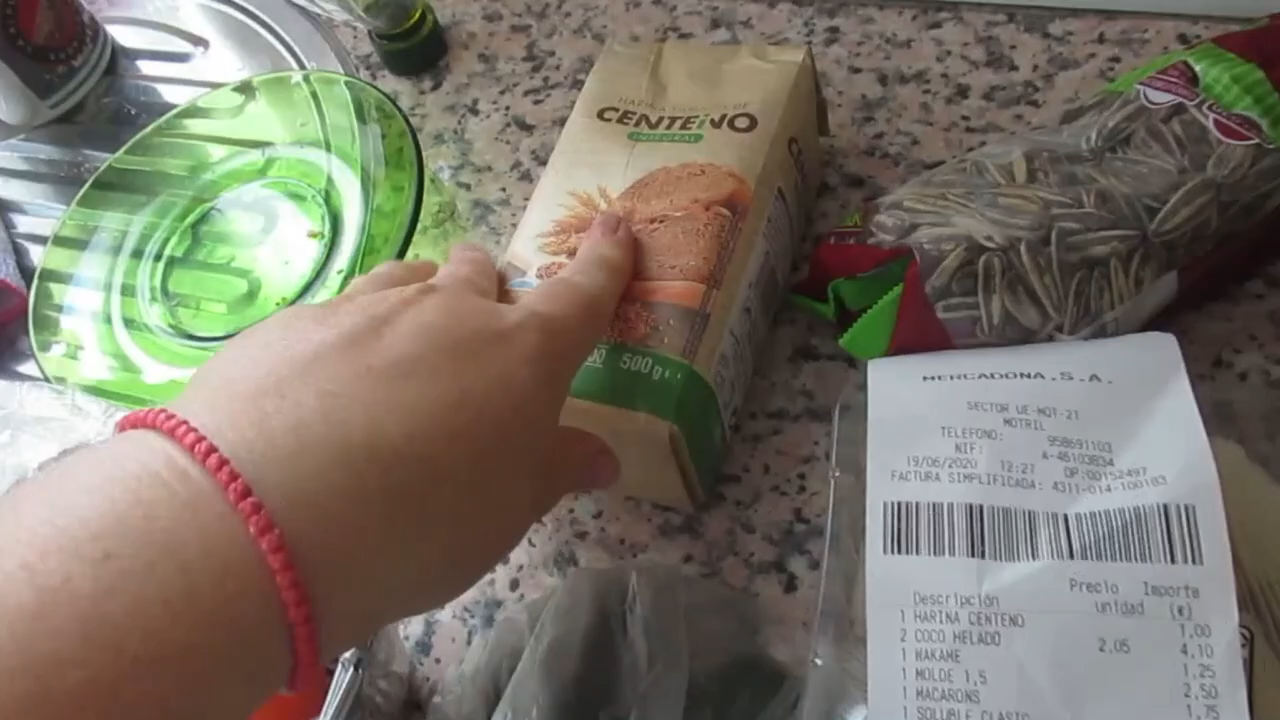 HARINA
DE
CENTENO
INTEGRAL
500g
MERCADONA, S.A.
SECTOR UE-MOT-21
MOTRIL
TELEFONO: 958691103
NIF: A-46103834
19/06/2020 12:27 OP:00152497
FACTURA SIMPLIFICADA: 4311-014-100183
Descripción Precio unidad Importe (€)
1 HARINA CENTENO 1,00
2 COCO HELADO 2,05 4,10
1 WAKAME 1,25
1 MOLDE 1,5 2,50
1 MACARONS 1,75
1 SOLUBLE CLASIC